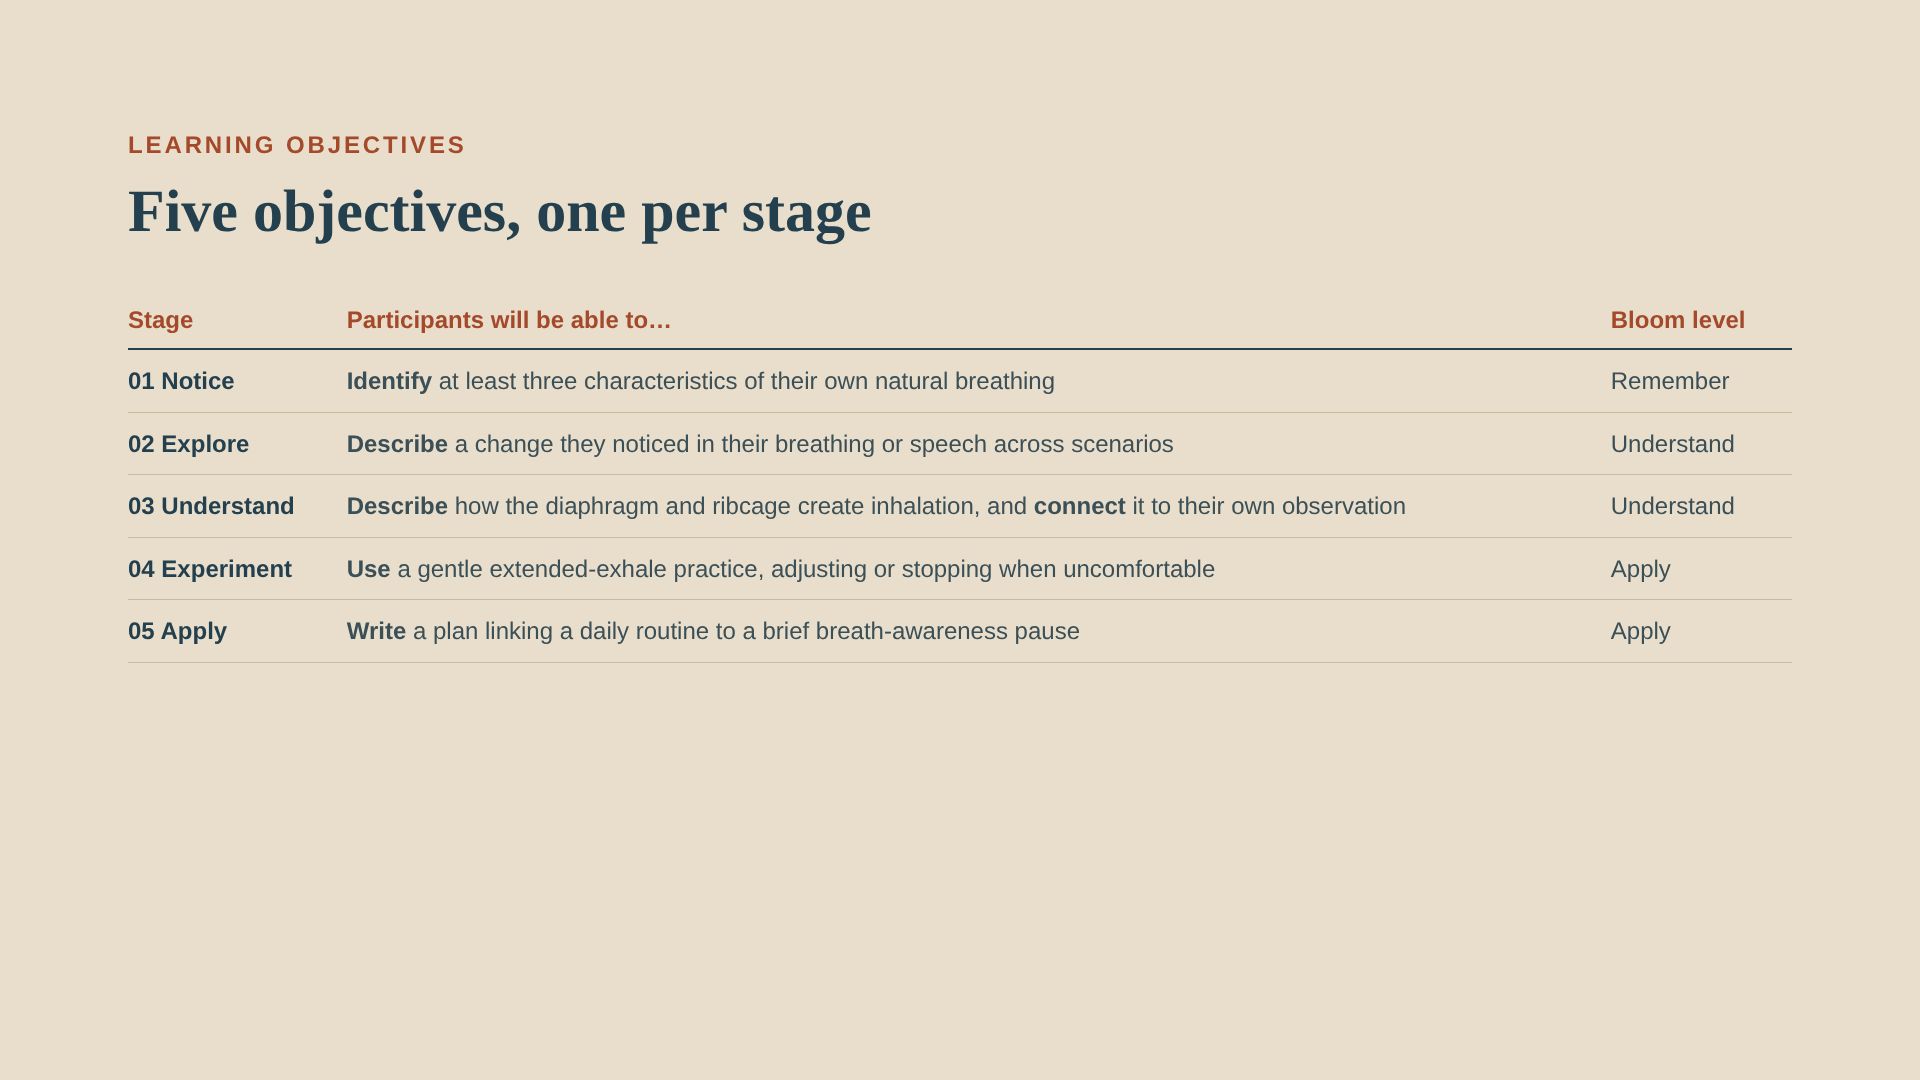 LEARNING OBJECTIVES
Five objectives, one per stage
Stage Participants will be able to… Bloom level
01 Notice Identify at least three characteristics of their own natural breathing Remember
02 Explore Describe a change they noticed in their breathing or speech across scenarios Understand
03 Understand Describe how the diaphragm and ribcage create inhalation, and connect it to their own observation Understand
04 Experiment Use a gentle extended-exhale practice, adjusting or stopping when uncomfortable Apply
05 Apply Write a plan linking a daily routine to a brief breath-awareness pause Apply